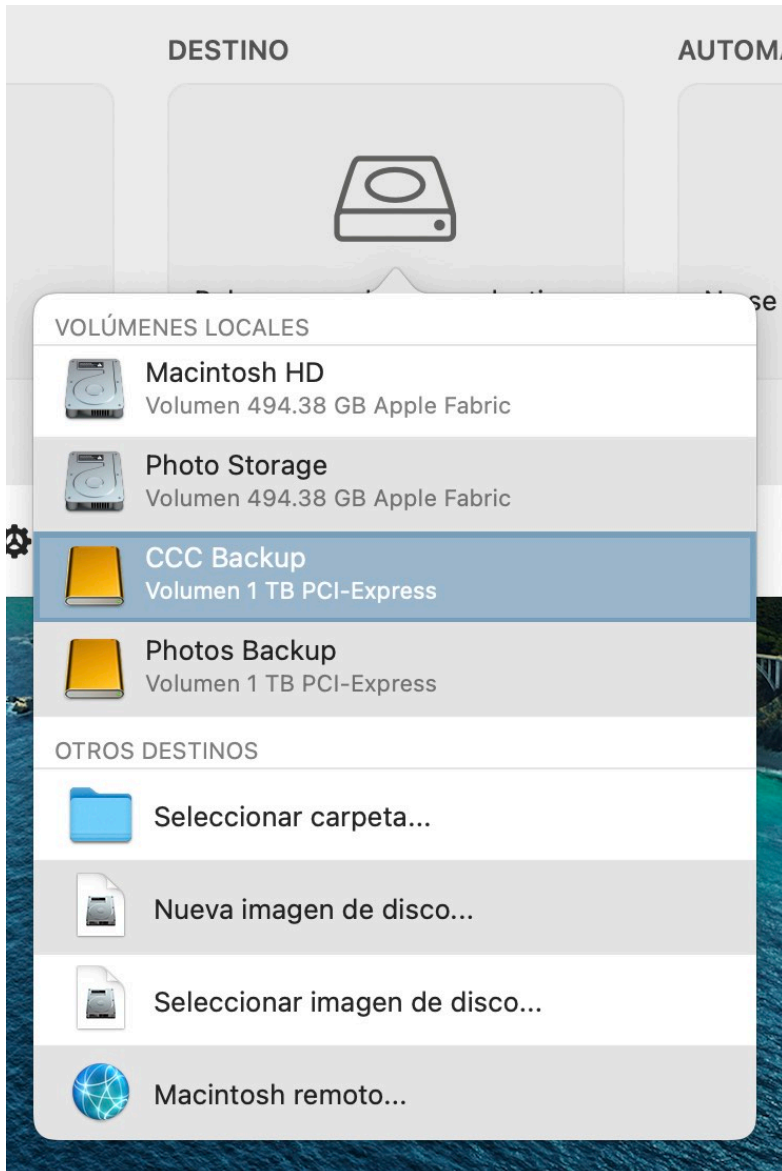 DESTINO
AUTOM
se
VOLÚMENES LOCALES
Macintosh HD
Volumen 494.38 GB Apple Fabric
Photo Storage
Volumen 494.38 GB Apple Fabric
CCC Backup
Volumen 1 TB PCI-Express
Photos Backup
Volumen 1 TB PCI-Express
OTROS DESTINOS
Seleccionar carpeta...
Nueva imagen de disco...
Seleccionar imagen de disco...
Macintosh remoto...